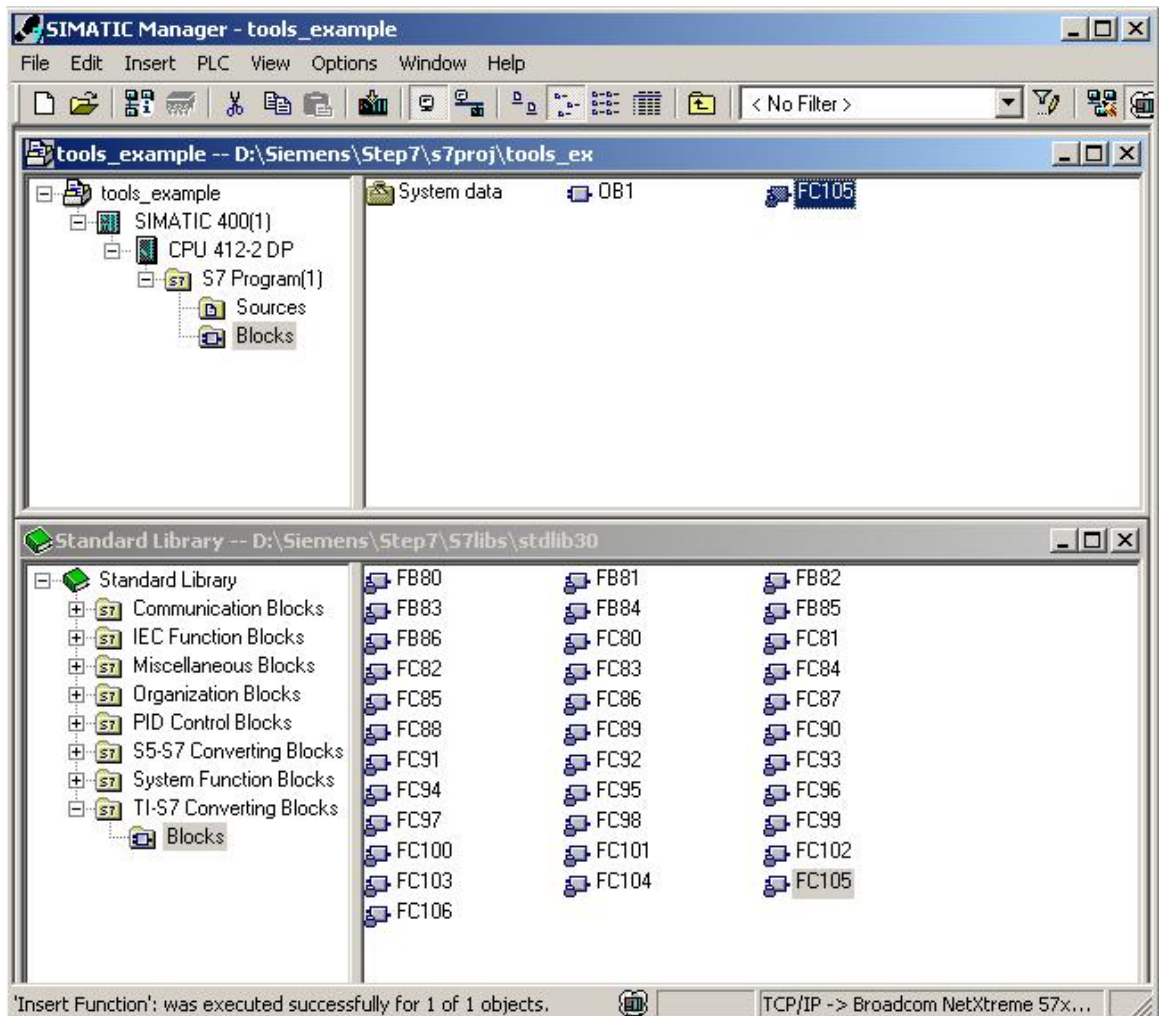 SIMATIC Manager - tools_example
File Edit Insert PLC View Options Window Help
< No Filter >
tools_example -- D:\Siemens\Step7\s7proj\tools_ex
tools_example
SIMATIC 400(1)
CPU 412-2 DP
S7 Program(1)
Sources
Blocks
System data OB1 FC105
Standard Library -- D:\Siemens\Step7\S7libs\stdlib30
Standard Library
Communication Blocks
IEC Function Blocks
Miscellaneous Blocks
Organization Blocks
PID Control Blocks
S5-S7 Converting Blocks
System Function Blocks
TI-S7 Converting Blocks
Blocks
FB80 FB81 FB82
FB83 FB84 FB85
FB86 FC80 FC81
FC82 FC83 FC84
FC85 FC86 FC87
FC88 FC89 FC90
FC91 FC92 FC93
FC94 FC95 FC96
FC97 FC98 FC99
FC100 FC101 FC102
FC103 FC104 FC105
FC106
'Insert Function': was executed successfully for 1 of 1 objects. TCP/IP -> Broadcom NetXtreme 57x...